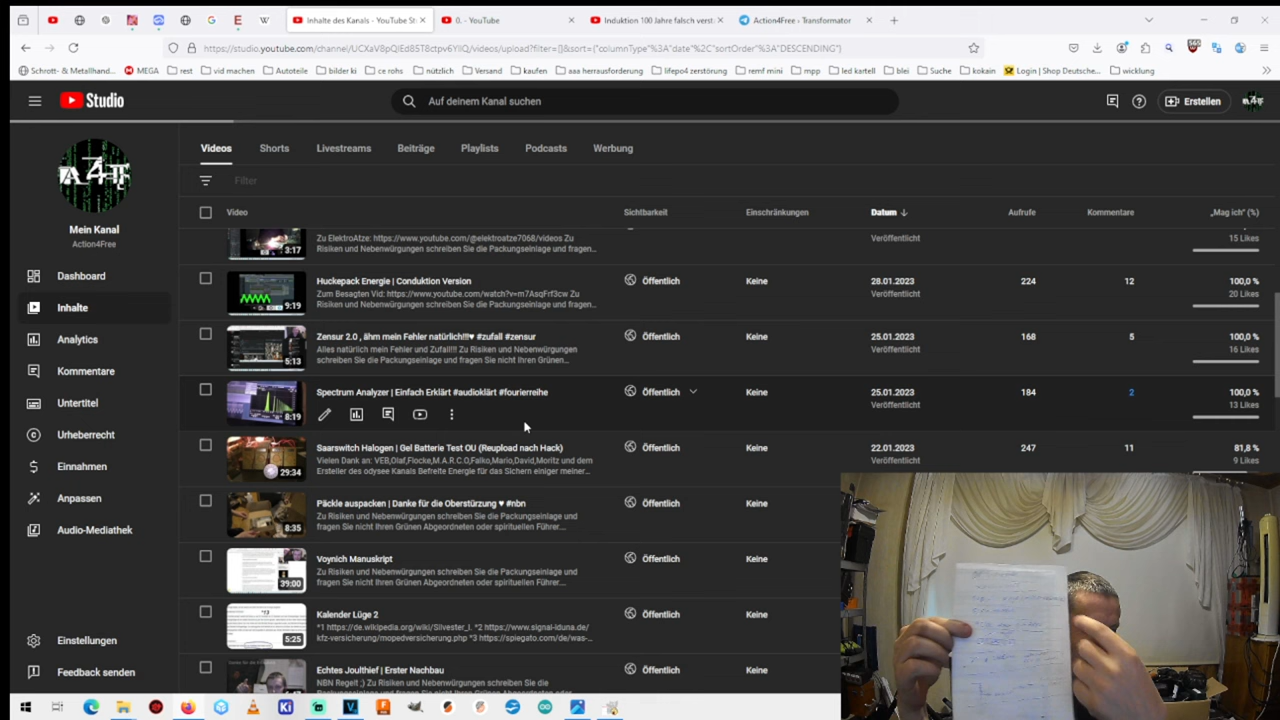 Inhalte des Kanals - YouTube St
0. - YouTube
Induktion 100 Jahre falsch verst
Action4Free › Transformator
https://studio.youtube.com/channel/UCXaV8pQlEd85T8ctpv6YlIQ/videos/upload?filter=[]&sort={"columnType"%3A"date"%2C"sortOrder"%3A"DESCENDING"}
Schrott- & Metallhand...
MEGA
rest
vid machen
Autoteile
bilder ki
ce rohs
nützlich
Versand
kaufen
aaa herrausforderung
lifepo4 zerstörung
remf mini
mpp
led kartell
blei
Suche
kokain
Login | Shop Deutsche...
wicklung
Studio
Auf deinem Kanal suchen
Erstellen
A4F
Mein Kanal
Action4Free
Dashboard
Inhalte
Analytics
Kommentare
Untertitel
Urheberrecht
Einnahmen
Anpassen
Audio-Mediathek
Einstellungen
Feedback senden
Videos Shorts Livestreams Beiträge Playlists Podcasts Werbung
Filter
Video Sichtbarkeit Einschränkungen Datum Aufrufe Kommentare „Mag ich" (%)
Zu ElektroAtze: https://www.youtube.com/@elektroatze7068/videos Zu Veröffentlicht 15 Likes
Risiken und Nebenwürgungen schreiben Sie die Packungseinlage und fragen...
3:17
Huckepack Energie | Conduktion Version Öffentlich Keine 28.01.2023 224 12 100,0 %
Zum Besagten Vid: https://www.youtube.com/watch?v=m7AsqFrf3cw Zu Veröffentlicht 20 Likes
Risiken und Nebenwürgungen schreiben Sie die Packungseinlage und fragen...
9:19
Zensur 2.0 , ähm mein Fehler natürlich!!!♥ #zufall #zensur Öffentlich Keine 25.01.2023 168 5 100,0 %
Alles natürlich mein Fehler und Zufall!!! Zu Risiken und Nebenwürgungen Veröffentlicht 16 Likes
schreiben Sie die Packungseinlage und fragen Sie nicht Ihren Grünen...
5:13
Spectrum Analyzer | Einfach Erklärt #audioklärt #fourierreihe Öffentlich Keine 25.01.2023 184 2 100,0 %
Veröffentlicht 13 Likes
8:19
Saarswitch Halogen | Gel Batterie Test OU (Reupload nach Hack) Öffentlich Keine 22.01.2023 247 11 81,8 %
Vielen Dank an: VEB,Olaf,Flocke,M.A.R.C.O,Falko,Mario,David,Moritz und dem Veröffentlicht 9 Likes
Ersteller des odysee Kanals Befreite Energie für das Sichern einiger meiner...
29:34
Päckle auspacken | Danke für die Oberstürzung ♥ #nbn Öffentlich Keine
Zu Risiken und Nebenwürgungen schreiben Sie die Packungseinlage und
fragen Sie nicht Ihren Grünen Abgeordneten oder spirituellen Führer...
8:35
Voynich Manuskript Öffentlich Keine
Zu Risiken und Nebenwürgungen schreiben Sie die Packungseinlage und
fragen Sie nicht Ihren Grünen Abgeordneten oder spirituellen Führer...
39:00
Kalender Lüge 2 Öffentlich Keine
*1 https://de.wikipedia.org/wiki/Silvester_I. *2 https://www.signal-iduna.de/
kfz-versicherung/mopedversicherung.php *3 https://spiegato.com/de/was-...
5:25
Echtes Joulthief | Erster Nachbau Öffentlich Keine
NBN Regelt ;) Zu Risiken und Nebenwürgungen schreiben Sie die